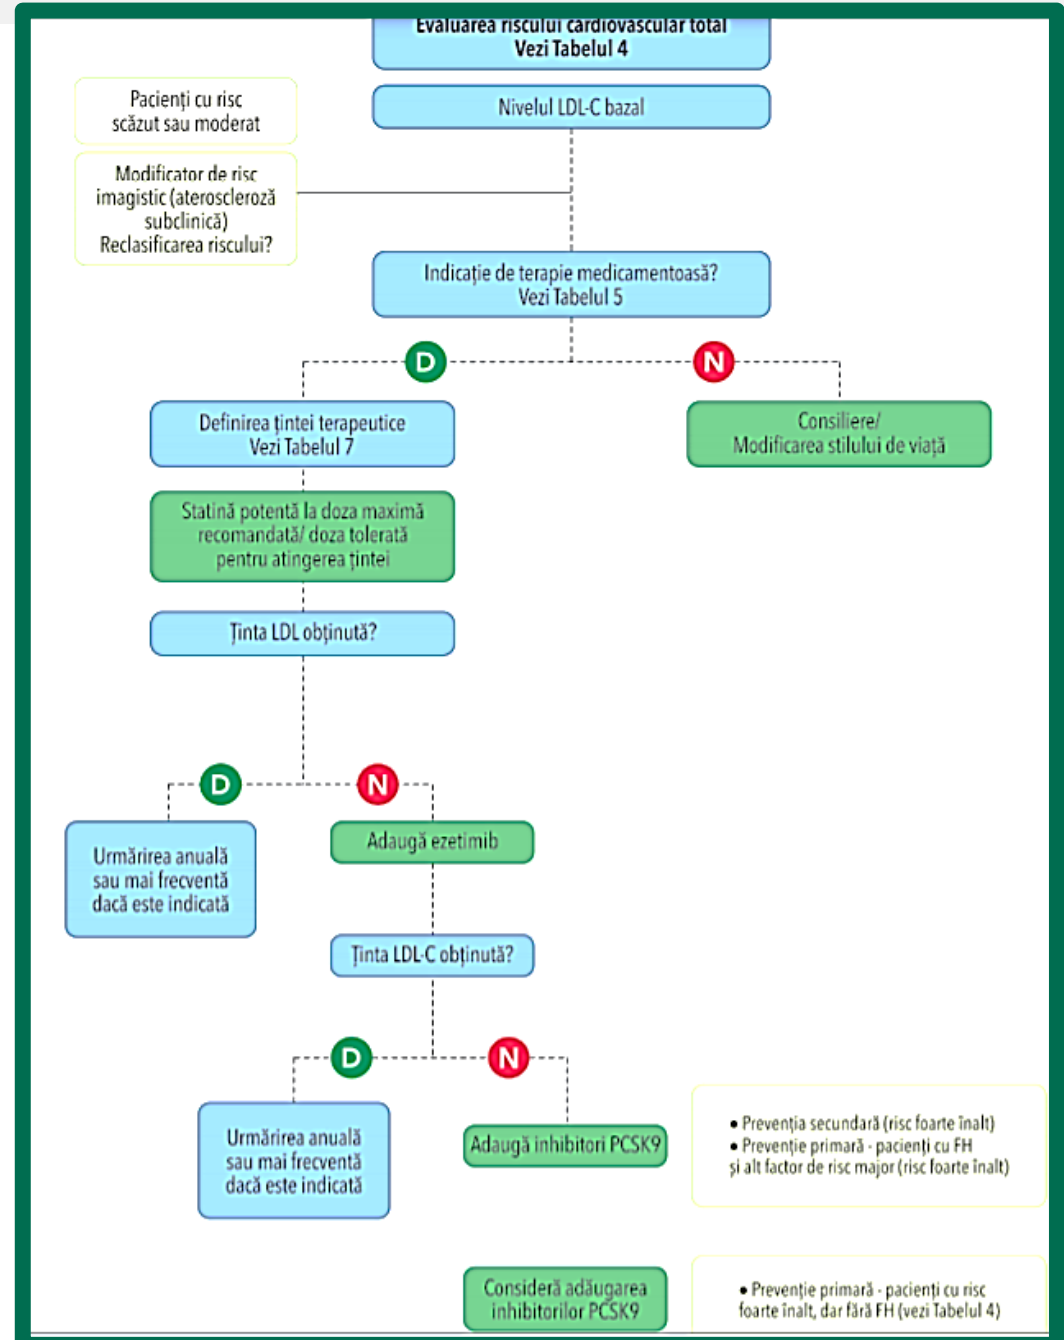 Evaluarea riscului cardiovascular total
Vezi Tabelul 4
Nivelul LDL-C bazal
Pacienți cu risc
scăzut sau moderat
Modificator de risc
imagistic (ateroscleroză
subclinică)
Reclasificarea riscului?
Indicație de terapie medicamentoasă?
Vezi Tabelul 5
D
N
Definirea țintei terapeutice
Vezi Tabelul 7
Consiliere/
Modificarea stilului de viață
Statină potentă la doza maximă
recomandată/ doza tolerată
pentru atingerea țintei
Ținta LDL obținută?
D
N
Urmărirea anuală
sau mai frecventă
dacă este indicată
Adaugă ezetimib
Ținta LDL-C obținută?
D
N
Urmărirea anuală
sau mai frecventă
dacă este indicată
Adaugă inhibitori PCSK9
● Prevenția secundară (risc foarte înalt)
● Prevenție primară - pacienți cu FH
și alt factor de risc major (risc foarte înalt)
Consideră adăugarea
inhibitorilor PCSK9
● Prevenție primară - pacienți cu risc
foarte înalt, dar fără FH (vezi Tabelul 4)